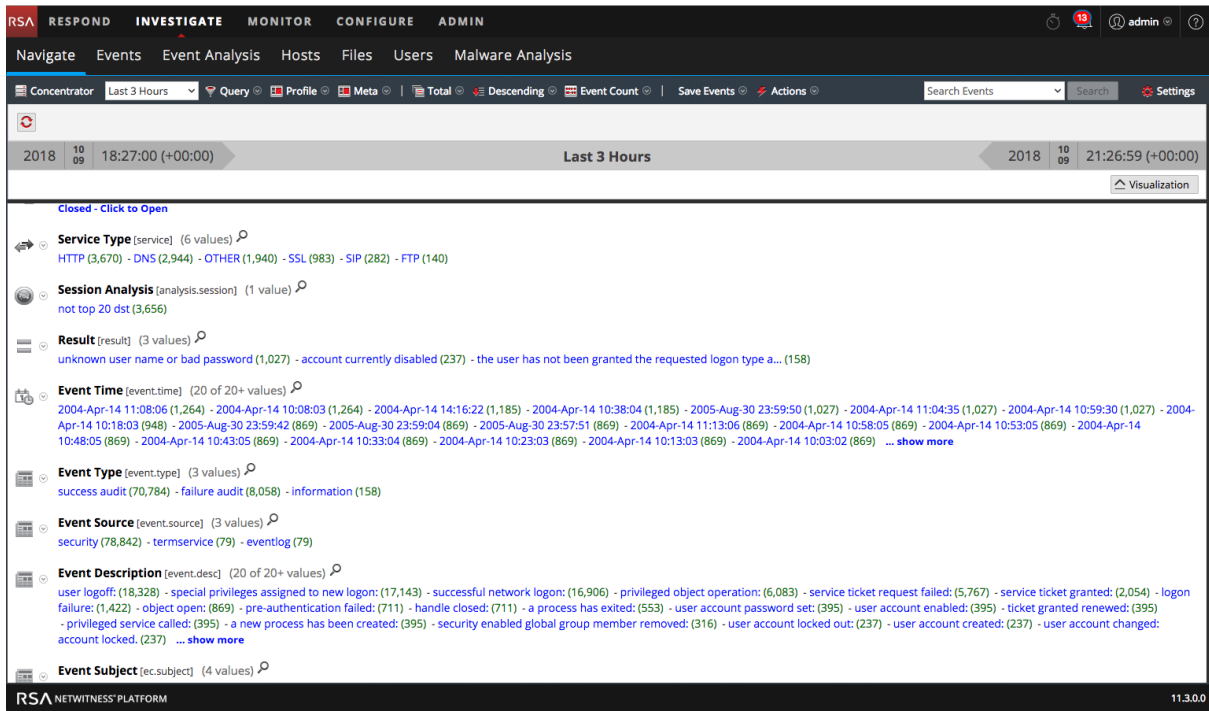 RSA RESPOND INVESTIGATE MONITOR CONFIGURE ADMIN 13 admin ?
Navigate Events Event Analysis Hosts Files Users Malware Analysis
Concentrator Last 3 Hours Query Profile Meta | Total Descending Event Count | Save Events Actions Search Events Search Settings
2018 10 09 18:27:00 (+00:00) Last 3 Hours 2018 10 09 21:26:59 (+00:00)
Visualization
Closed - Click to Open
Service Type [service] (6 values)
HTTP (3,670) - DNS (2,944) - OTHER (1,940) - SSL (983) - SIP (282) - FTP (140)
Session Analysis [analysis.session] (1 value)
not top 20 dst (3,656)
Result [result] (3 values)
unknown user name or bad password (1,027) - account currently disabled (237) - the user has not been granted the requested logon type a... (158)
Event Time [event.time] (20 of 20+ values)
2004-Apr-14 11:08:06 (1,264) - 2004-Apr-14 10:08:03 (1,264) - 2004-Apr-14 14:16:22 (1,185) - 2004-Apr-14 10:38:04 (1,185) - 2005-Aug-30 23:59:50 (1,027) - 2004-Apr-14 11:04:35 (1,027) - 2004-Apr-14 10:59:30 (1,027) - 2004-
Apr-14 10:18:03 (948) - 2005-Aug-30 23:59:42 (869) - 2005-Aug-30 23:59:04 (869) - 2005-Aug-30 23:57:51 (869) - 2004-Apr-14 11:13:06 (869) - 2004-Apr-14 10:58:05 (869) - 2004-Apr-14 10:53:05 (869) - 2004-Apr-14
10:48:05 (869) - 2004-Apr-14 10:43:05 (869) - 2004-Apr-14 10:33:04 (869) - 2004-Apr-14 10:23:03 (869) - 2004-Apr-14 10:13:03 (869) - 2004-Apr-14 10:03:02 (869) ... show more
Event Type [event.type] (3 values)
success audit (70,784) - failure audit (8,058) - information (158)
Event Source [event.source] (3 values)
security (78,842) - termservice (79) - eventlog (79)
Event Description [event.desc] (20 of 20+ values)
user logoff: (18,328) - special privileges assigned to new logon: (17,143) - successful network logon: (16,906) - privileged object operation: (6,083) - service ticket request failed: (5,767) - service ticket granted: (2,054) - logon
failure: (1,422) - object open: (869) - pre-authentication failed: (711) - handle closed: (711) - a process has exited: (553) - user account password set: (395) - user account enabled: (395) - ticket granted renewed: (395)
- privileged service called: (395) - a new process has been created: (395) - security enabled global group member removed: (316) - user account locked out: (237) - user account created: (237) - user account changed:
account locked. (237) ... show more
Event Subject [ec.subject] (4 values)
RSA NETWITNESS® PLATFORM 11.3.0.0